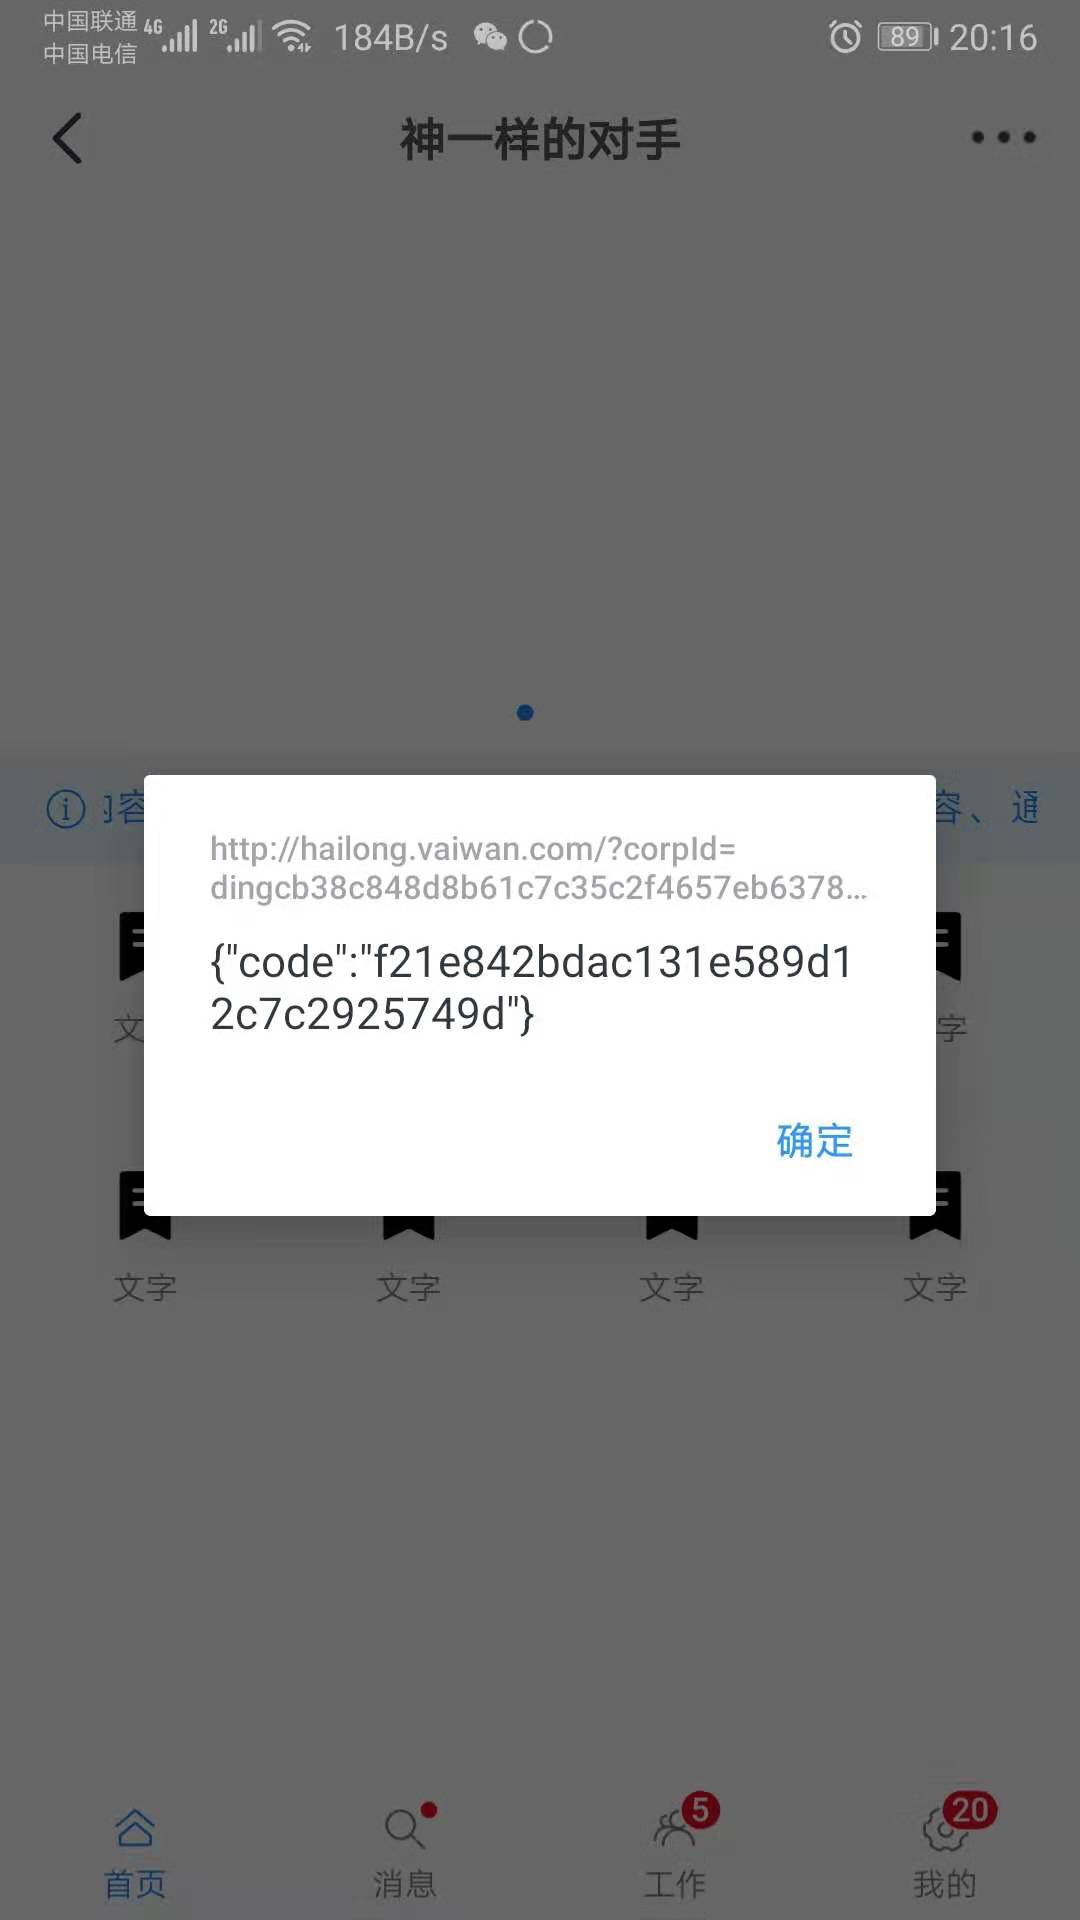 中国联通 4G 2G 184B/s 89 20:16
中国电信
神一样的对手
容 容、通
http://hailong.vaiwan.com/?corpId=
dingcb38c848d8b61c7c35c2f4657eb6378...
{"code":"f21e842bdac131e589d1
2c7c2925749d"}
文 字
确定
文字 文字 文字 文字
5 20
首页 消息 工作 我的